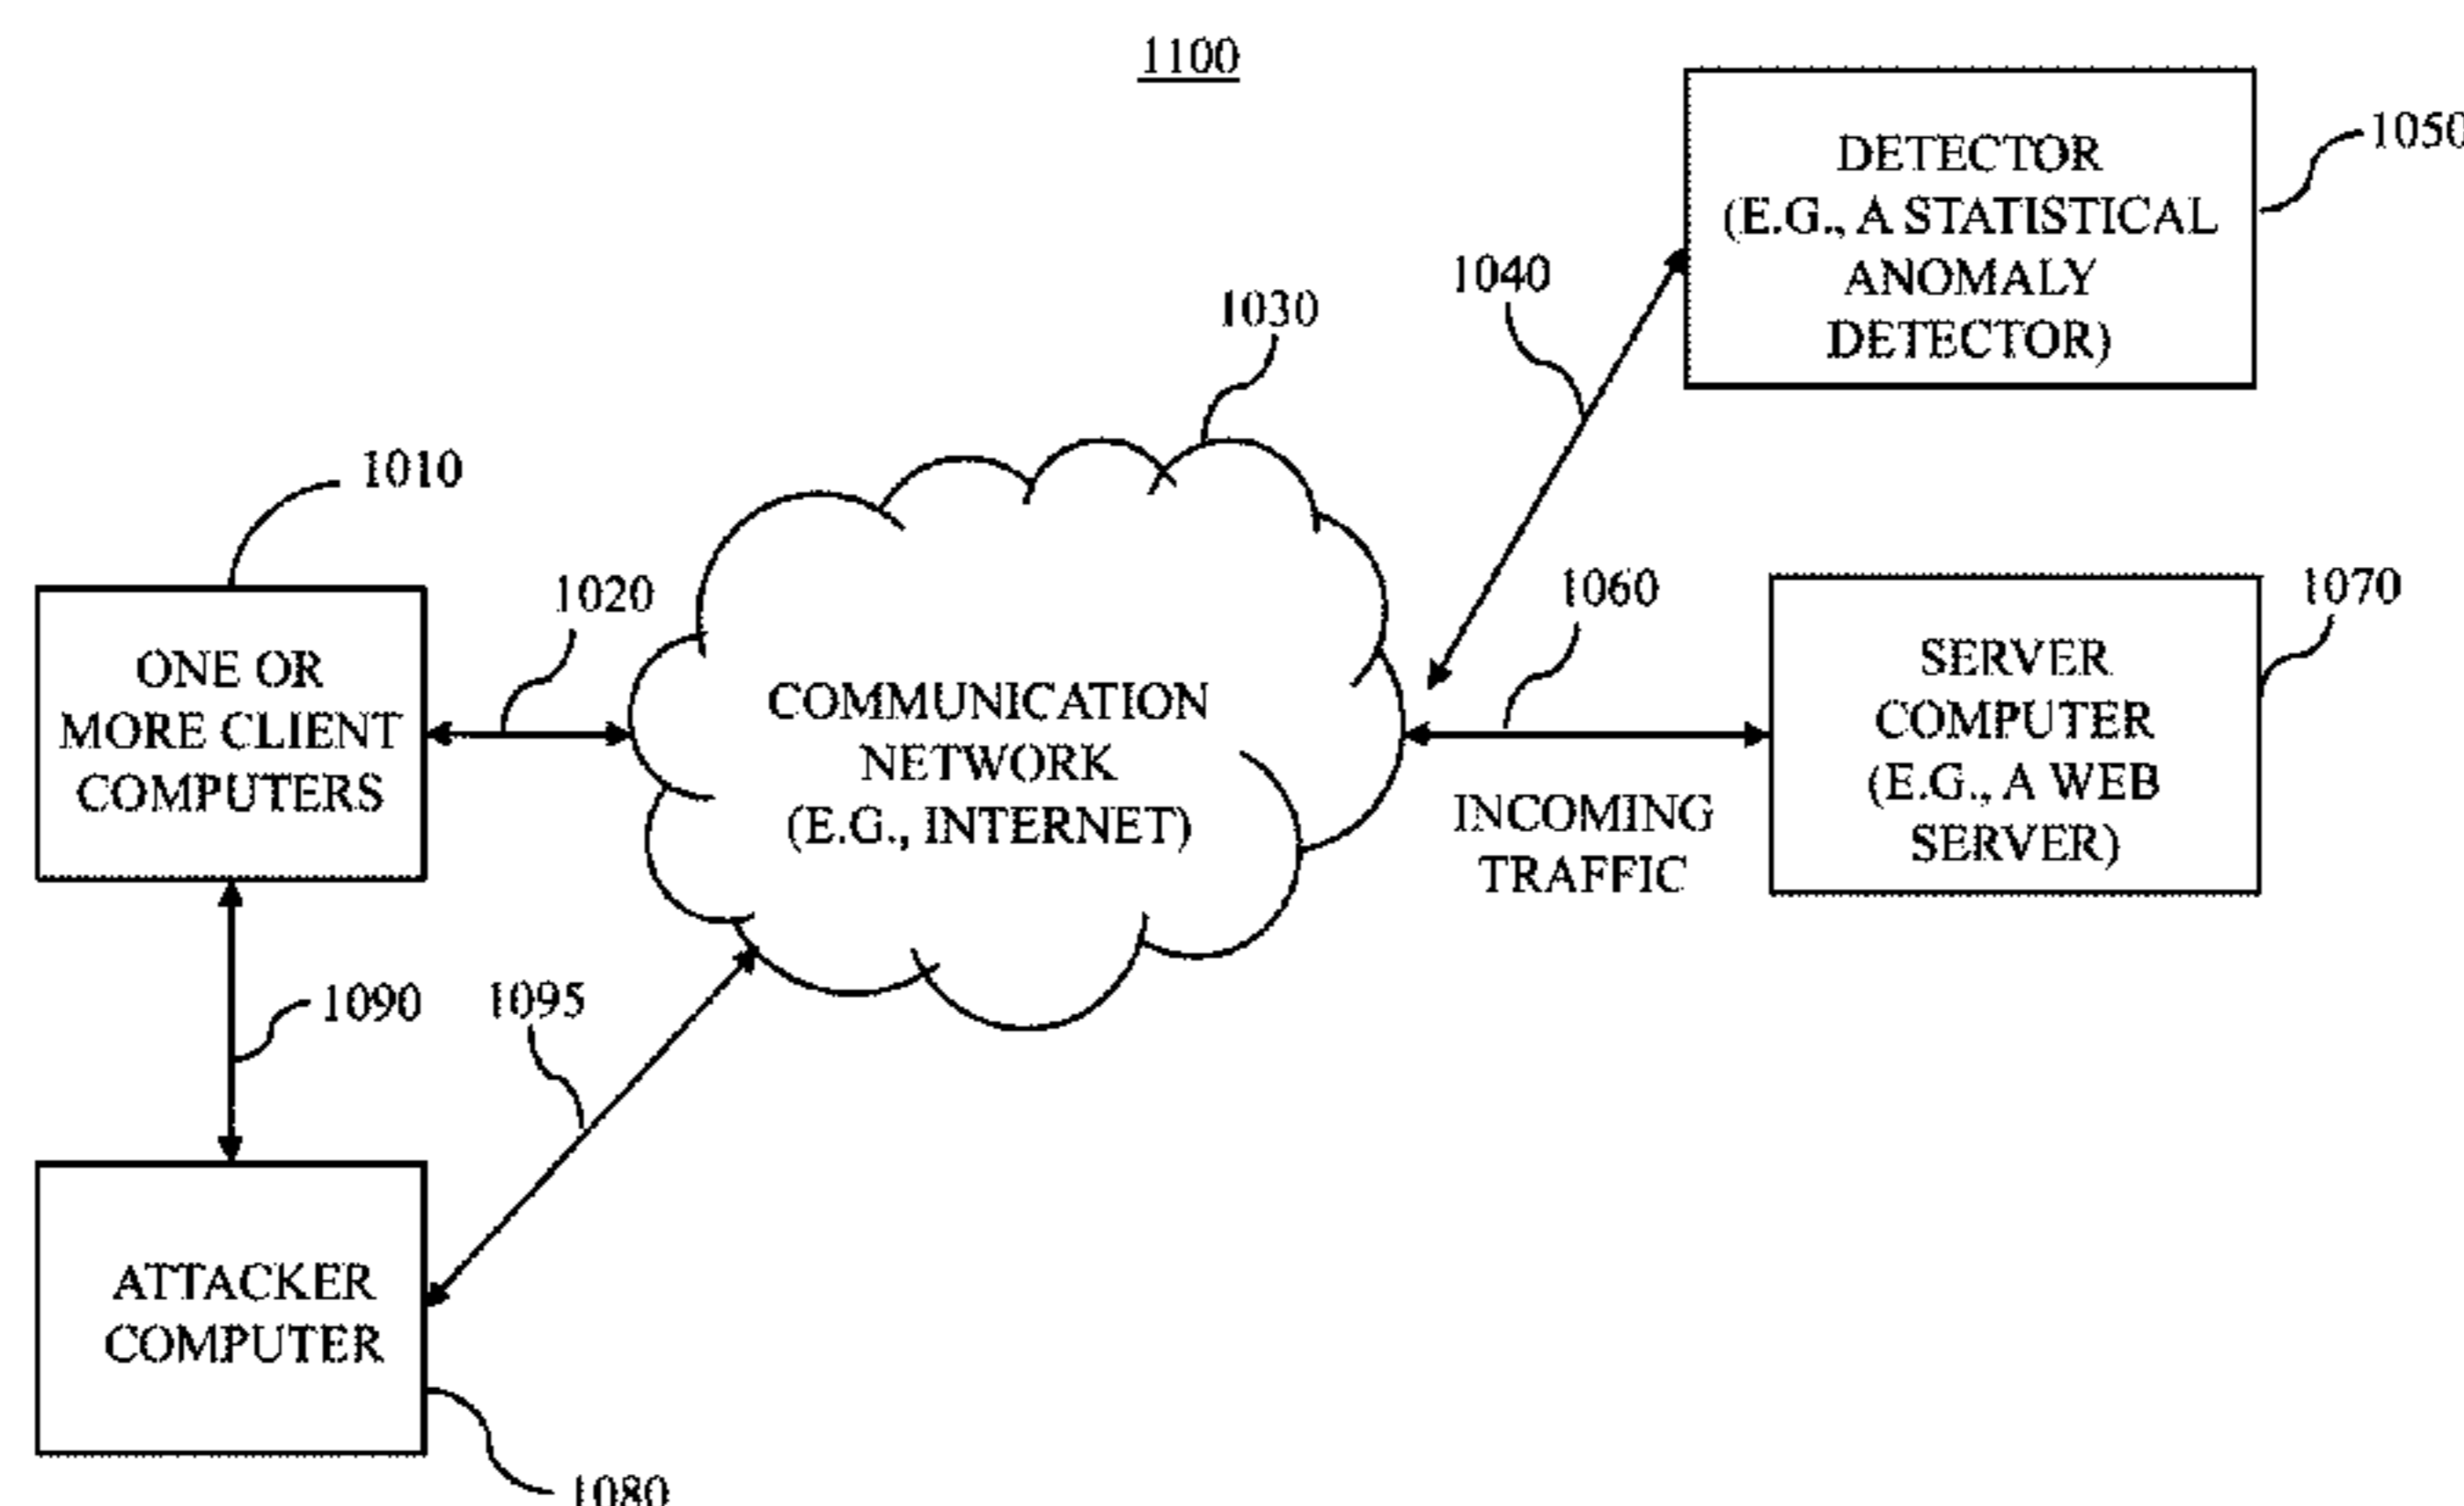 1100
DETECTOR
(E.G., A STATISTICAL
ANOMALY
DETECTOR)
1050
1040
1030
1010
ONE OR
MORE CLIENT
COMPUTERS
1020
COMMUNICATION
NETWORK
(E.G., INTERNET)
1060
INCOMING
TRAFFIC
SERVER
COMPUTER
(E.G., A WEB
SERVER)
1070
1090
1095
ATTACKER
COMPUTER
1080